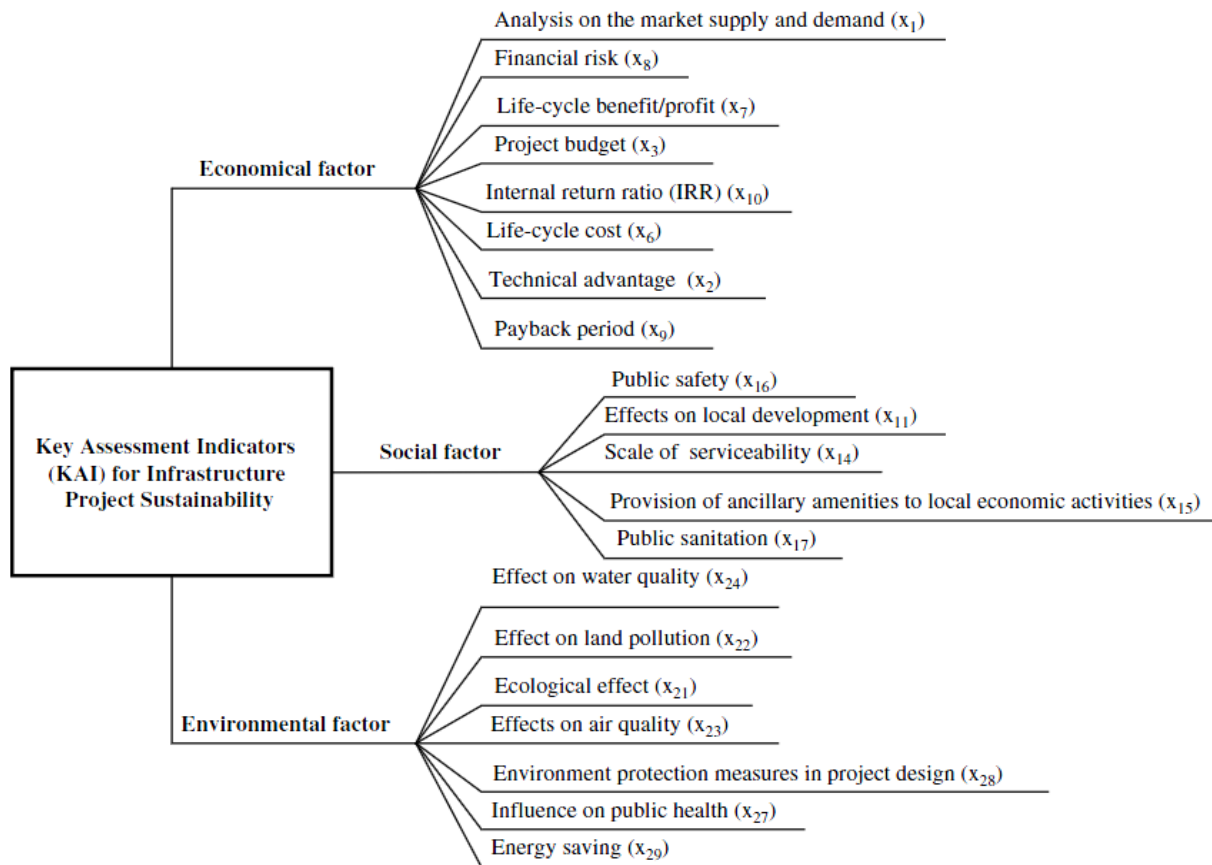 Analysis on the market supply and demand (x₁)
Financial risk (x₈)
Life-cycle benefit/profit (x₇)
Project budget (x₃)
Economical factor
Internal return ratio (IRR) (x₁₀)
Life-cycle cost (x₆)
Technical advantage (x₂)
Payback period (x₉)
Key Assessment Indicators
(KAI) for Infrastructure
Project Sustainability
Social factor
Public safety (x₁₆)
Effects on local development (x₁₁)
Scale of serviceability (x₁₄)
Provision of ancillary amenities to local economic activities (x₁₅)
Public sanitation (x₁₇)
Effect on water quality (x₂₄)
Effect on land pollution (x₂₂)
Ecological effect (x₂₁)
Environmental factor
Effects on air quality (x₂₃)
Environment protection measures in project design (x₂₈)
Influence on public health (x₂₇)
Energy saving (x₂₉)